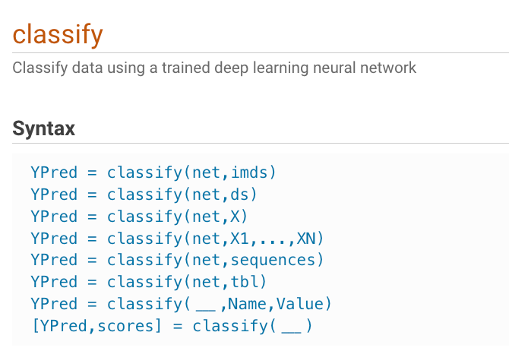 classify
Classify data using a trained deep learning neural network
Syntax
YPred = classify(net,imds)
YPred = classify(net,ds)
YPred = classify(net,X)
YPred = classify(net,X1,...,XN)
YPred = classify(net,sequences)
YPred = classify(net,tbl)
YPred = classify(__,Name,Value)
[YPred,scores] = classify(__)